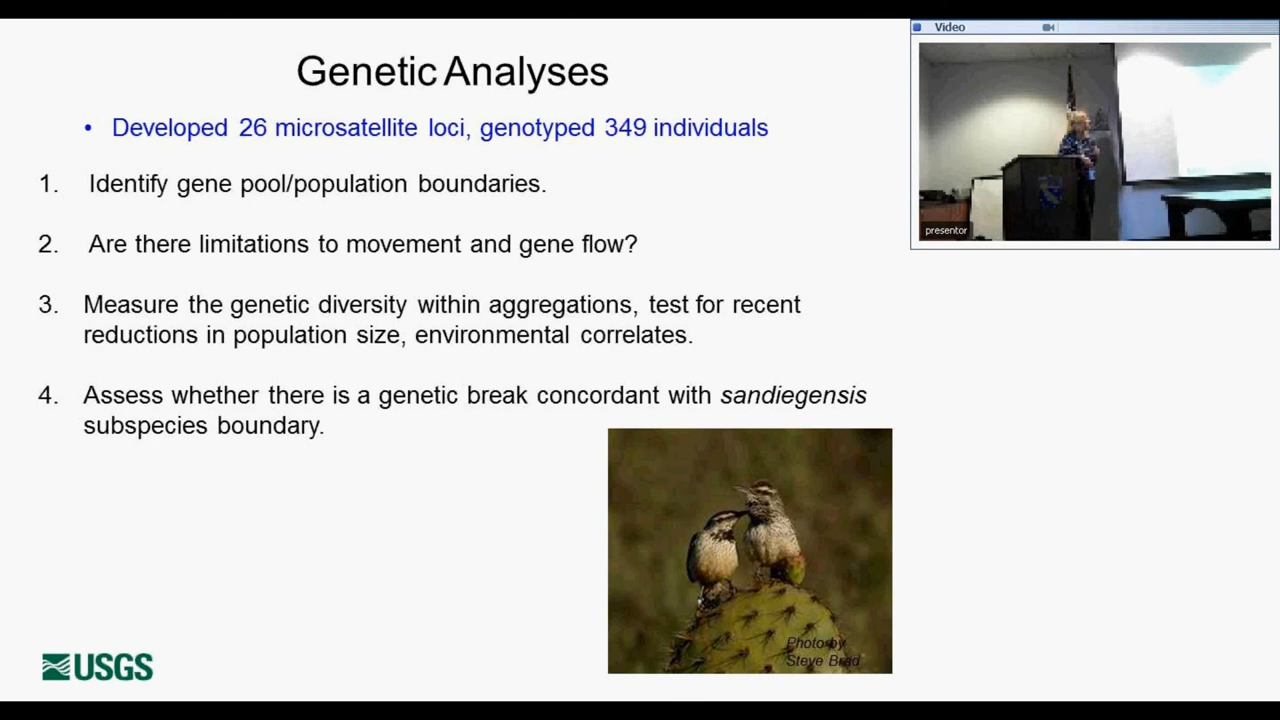 Genetic Analyses
• Developed 26 microsatellite loci, genotyped 349 individuals
1. Identify gene pool/population boundaries.
2. Are there limitations to movement and gene flow?
3. Measure the genetic diversity within aggregations, test for recent
reductions in population size, environmental correlates.
4. Assess whether there is a genetic break concordant with sandiegensis
subspecies boundary.
Photo by
Steve Brad
USGS
Video
presentor